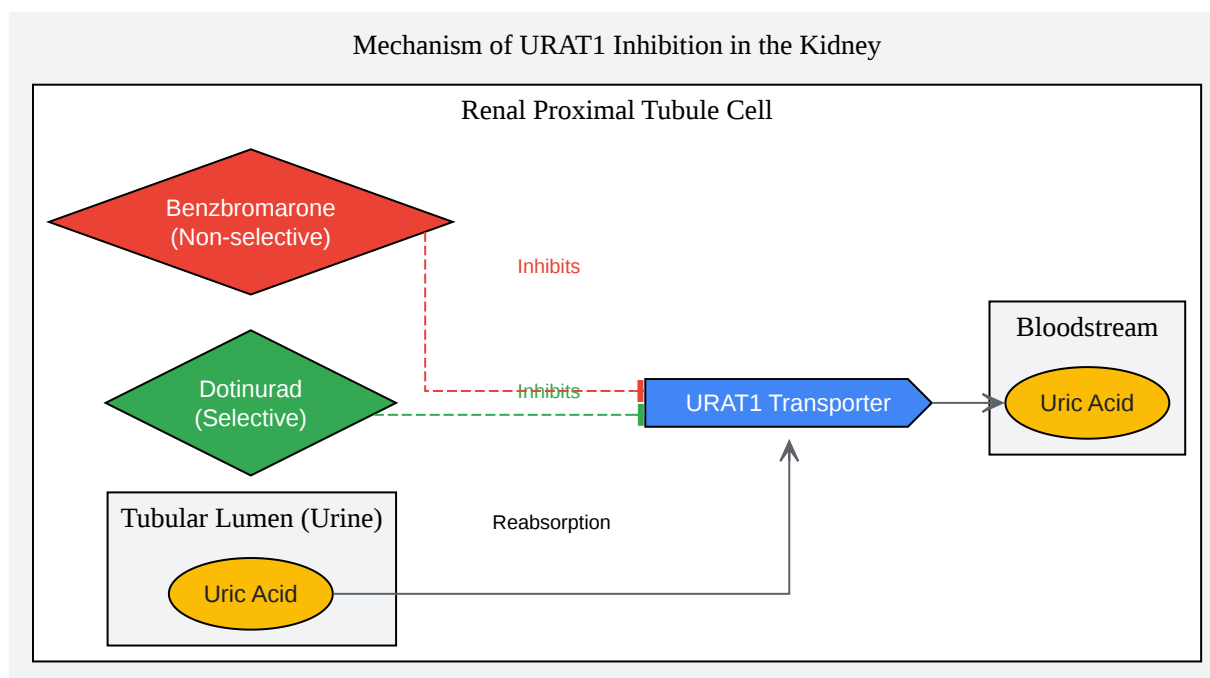 Mechanism of URAT1 Inhibition in the Kidney
Renal Proximal Tubule Cell
Benzbromarone
(Non-selective)
Inhibits
Bloodstream
Dotinurad
(Selective)
Inhibits
URAT1 Transporter
Uric Acid
Tubular Lumen (Urine)
Reabsorption
Uric Acid